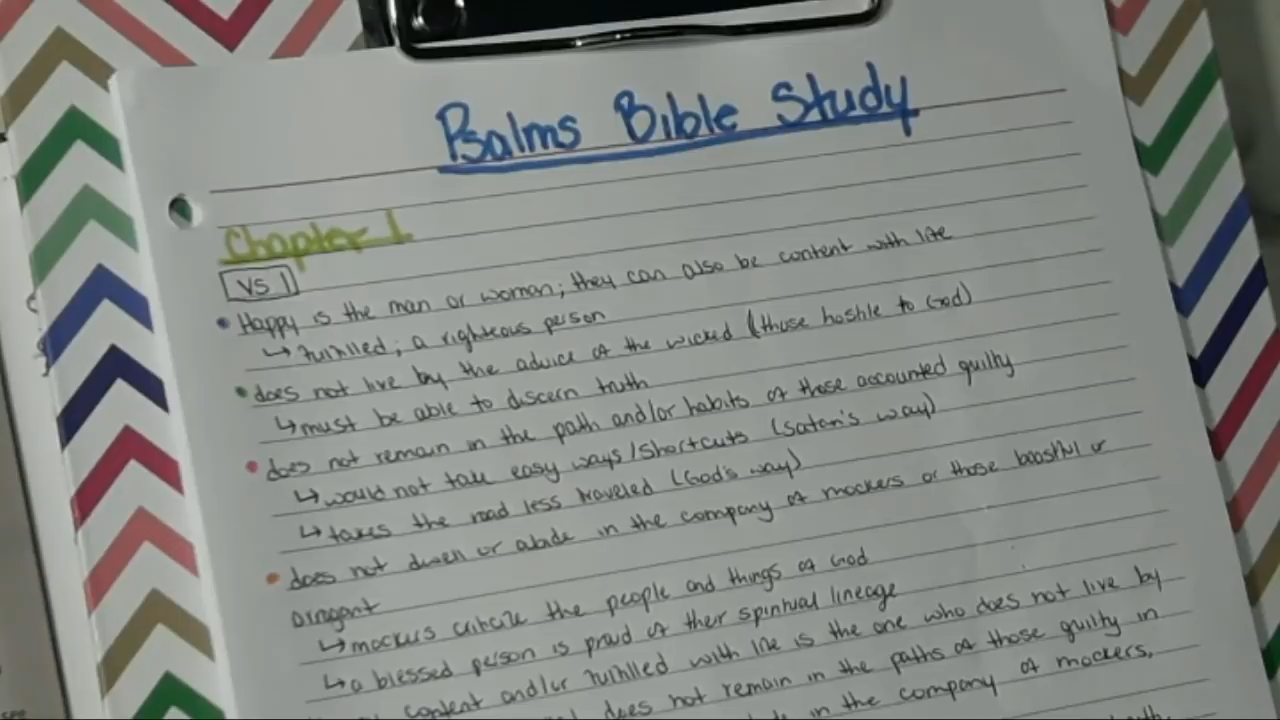 Psalms Bible Study
Chapter 1
VS 1
• Happy is the man or woman; they can also be content with life
↳ fulfilled; a righteous person
• does not live by the advice of the wicked (those hostile to God)
↳ must be able to discern truth
• does not remain in the path and/or habits of those accounted guilty
↳ would not take easy ways/shortcuts (Satan's way)
↳ takes the road less traveled (God's way)
• does not dwell or abide in the company of mockers or those boastful or
arrogant
↳ mockers criticize the people and things of God
↳ a blessed person is proud of their spiritual lineage
content and/or fulfilled with life is the one who does not live by
does not remain in the paths of those guilty in
in the company of mockers,